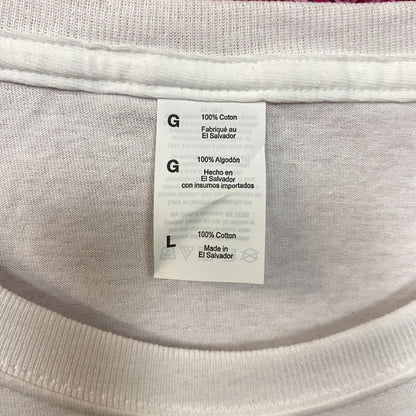 G 100% Coton
Fabriqué au
El Salvador
G 100% Algodón
Hecho en
El Salvador
con insumos importados
L 100% Cotton
Made in
El Salvador